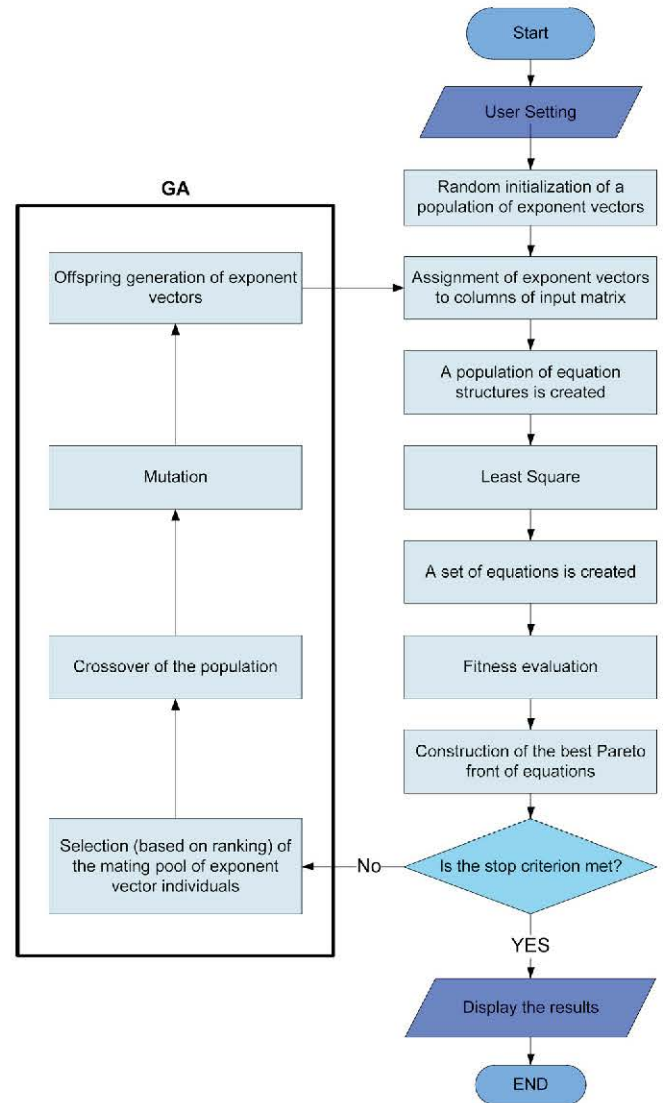 Start
User Setting
Random initialization of a
population of exponent vectors
Assignment of exponent vectors
to columns of input matrix
A population of equation
structures is created
Least Square
A set of equations is created
Fitness evaluation
Construction of the best Pareto
front of equations
Is the stop criterion met?
No
YES
Display the results
END
GA
Offspring generation of exponent
vectors
Mutation
Crossover of the population
Selection (based on ranking) of
the mating pool of exponent
vector individuals